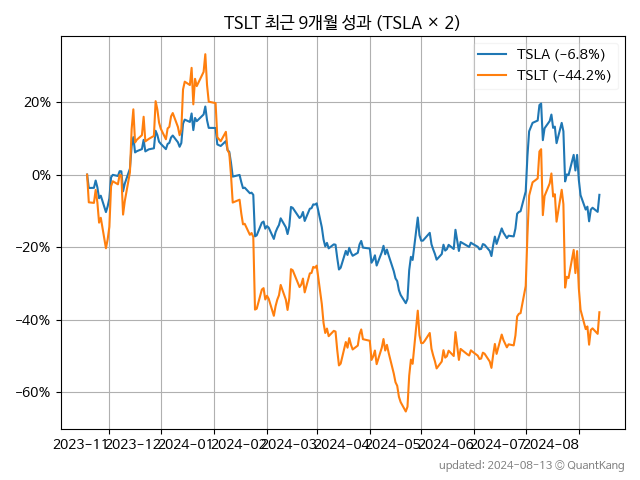 TSLT 최근 9개월 성과 (TSLA × 2)
TSLA (−6.8%)
TSLT (−44.2%)
20%
0%
−20%
−40%
−60%
2023-11 2023-12 2024-01 2024-02 2024-03 2024-04 2024-05 2024-06 2024-07 2024-08
updated: 2024-08-13 © QuantKang